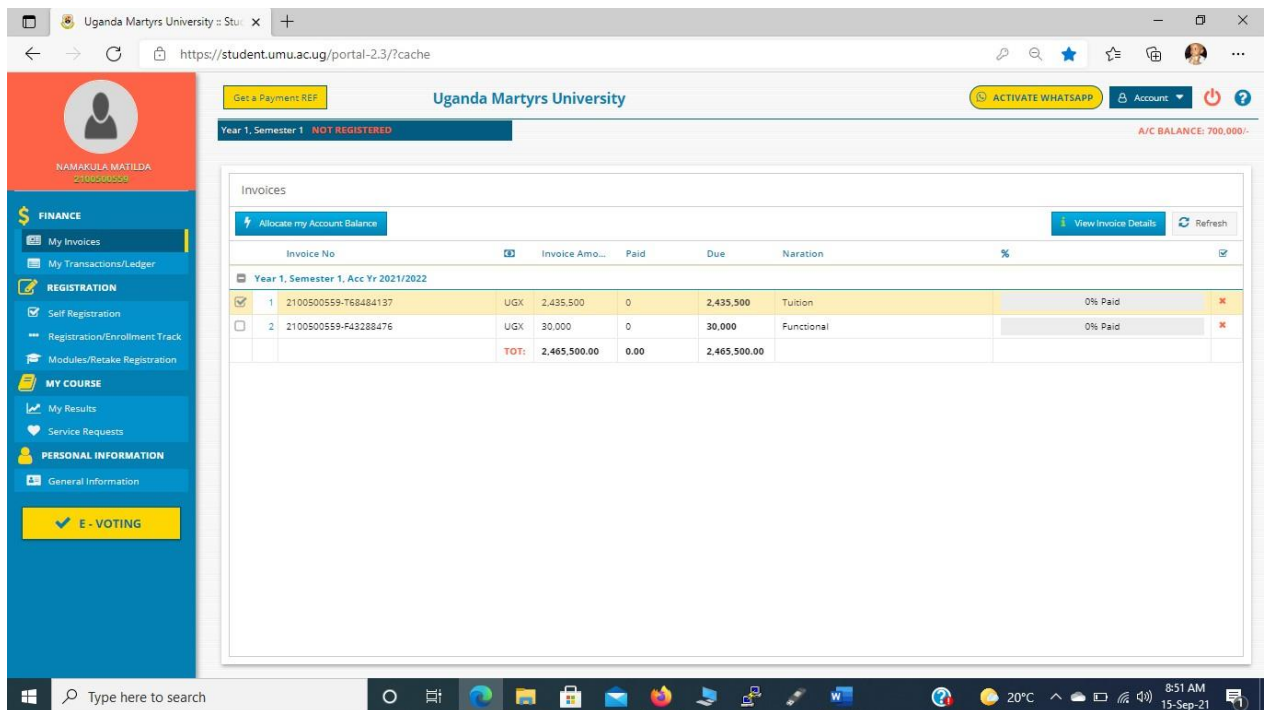 Uganda Martyrs University :: Stu
https://student.umu.ac.ug/portal-2.3/?cache
Get a Payment REF
Uganda Martyrs University
ACTIVATE WHATSAPP
Account
Year 1, Semester 1 NOT REGISTERED
A/C BALANCE: 700,000/-
NAMAKULA MATILDA
2100500559
FINANCE
My Invoices
My Transactions/Ledger
REGISTRATION
Self Registration
Registration/Enrollment Track
Modules/Retake Registration
MY COURSE
My Results
Service Requests
PERSONAL INFORMATION
General Information
E - VOTING
Invoices
Allocate my Account Balance
View Invoice Details
Refresh
Invoice No Invoice Amo... Paid Due Naration %
Year 1, Semester 1, Acc Yr 2021/2022
1 2100500559-T68484137 UGX 2,435,500 0 2,435,500 Tuition 0% Paid
2 2100500559-F43288476 UGX 30,000 0 30,000 Functional 0% Paid
TOT: 2,465,500.00 0.00 2,465,500.00
Type here to search
20°C
8:51 AM
15-Sep-21